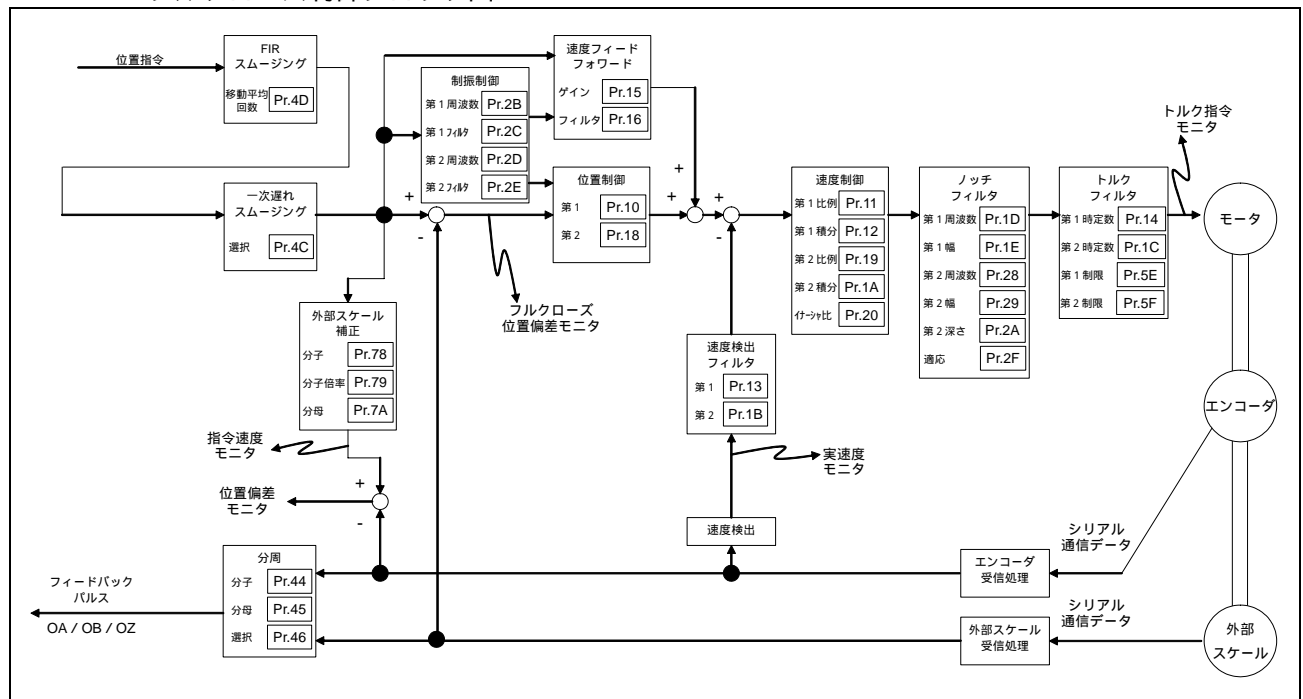 位置指令
FIR
スムージング
移動平均
回数
Pr.4D
一次遅れ
スムージング
選択
Pr.4C
制振制御
第1周波数
Pr.2B
第1フィルタ
Pr.2C
第2周波数
Pr.2D
第2フィルタ
Pr.2E
速度フィード
フォワード
ゲイン
Pr.15
フィルタ
Pr.16
位置制御
第1
Pr.10
第2
Pr.18
+
-
+
+
+
-
フルクローズ
位置偏差モニタ
速度制御
第1比例
Pr.11
第1積分
Pr.12
第2比例
Pr.19
第2積分
Pr.1A
イナーシャ比
Pr.20
ノッチ
フィルタ
第1周波数
Pr.1D
第1幅
Pr.1E
第2周波数
Pr.28
第2幅
Pr.29
第2深さ
Pr.2A
適応
Pr.2F
トルク
フィルタ
第1時定数
Pr.14
第2時定数
Pr.1C
第1制限
Pr.5E
第2制限
Pr.5F
トルク指令
モニタ
モータ
エンコーダ
外部
スケール
外部スケール
補正
分子
Pr.78
分子倍率
Pr.79
分母
Pr.7A
指令速度
モニタ
+
-
位置偏差
モニタ
速度検出
フィルタ
第1
Pr.13
第2
Pr.1B
実速度
モニタ
速度検出
シリアル
通信データ
エンコーダ
受信処理
シリアル
通信データ
外部スケール
受信処理
分周
分子
Pr.44
分母
Pr.45
選択
Pr.46
フィードバック
パルス
OA / OB / OZ